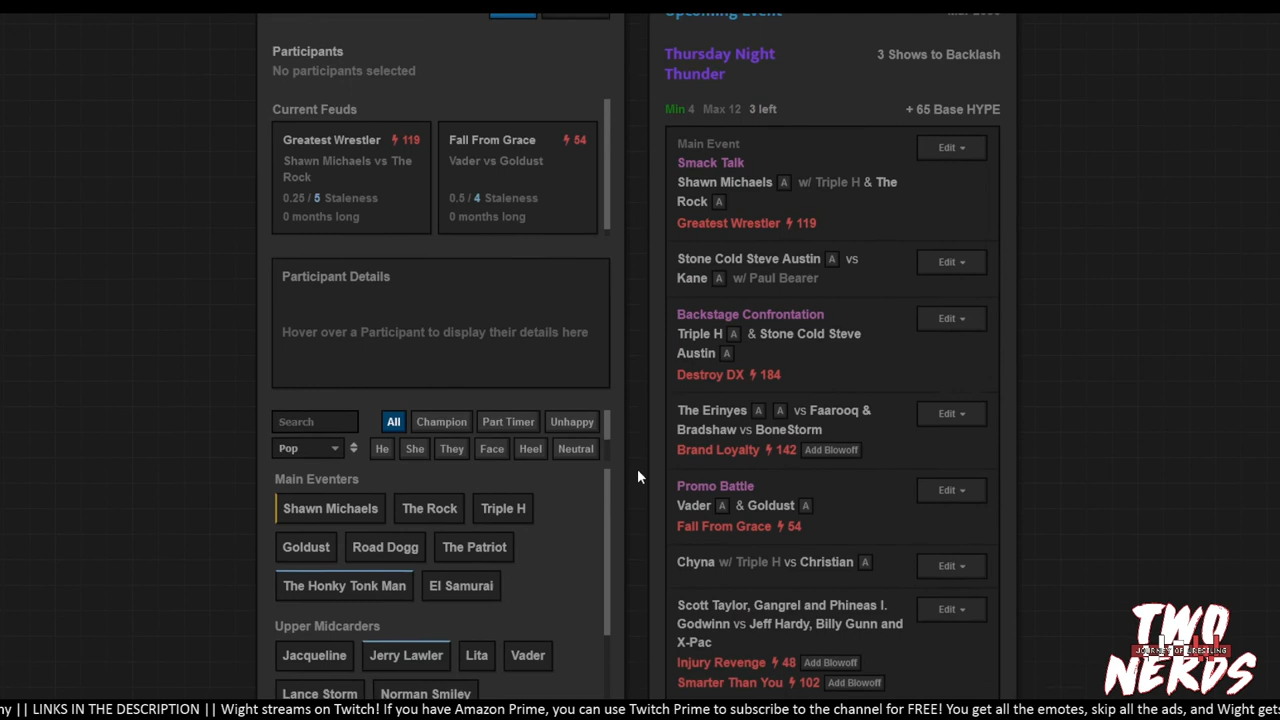 Participants
No participants selected
Current Feuds
Greatest Wrestler 119
Shawn Michaels vs The
Rock
0.25 / 5 Staleness
0 months long
Fall From Grace 54
Vader vs Goldust
0.5 / 4 Staleness
0 months long
Participant Details
Hover over a Participant to display their details here
Search
All
Champion
Part Timer
Unhappy
Pop
He
She
They
Face
Heel
Neutral
Main Eventers
Shawn Michaels
The Rock
Triple H
Goldust
Road Dogg
The Patriot
The Honky Tonk Man
El Samurai
Upper Midcarders
Jacqueline
Jerry Lawler
Lita
Vader
Lance Storm
Norman Smiley
Upcoming Event
Thursday Night
Thunder
3 Shows to Backlash
Min 4 Max 12 3 left
+ 65 Base HYPE
Main Event
Smack Talk
Shawn Michaels A w/ Triple H & The
Rock A
Greatest Wrestler 119
Edit
Stone Cold Steve Austin A vs
Kane A w/ Paul Bearer
Edit
Backstage Confrontation
Triple H A & Stone Cold Steve
Austin A
Destroy DX 184
Edit
The Erinyes A A vs Faarooq &
Bradshaw vs BoneStorm
Brand Loyalty 142 Add Blowoff
Edit
Promo Battle
Vader A & Goldust A
Fall From Grace 54
Edit
Chyna w/ Triple H vs Christian A
Edit
Scott Taylor, Gangrel and Phineas I.
Godwinn vs Jeff Hardy, Billy Gunn and
X-Pac
Injury Revenge 48 Add Blowoff
Smarter Than You 102 Add Blowoff
Edit
TWO
JOURNEY OF WRESTLING
NERDS
ny || LINKS IN THE DESCRIPTION || Wight streams on Twitch! If you have Amazon Prime, you can use Twitch Prime to subscribe to the channel for FREE! You get all the emotes, skip all the ads, and Wight gets